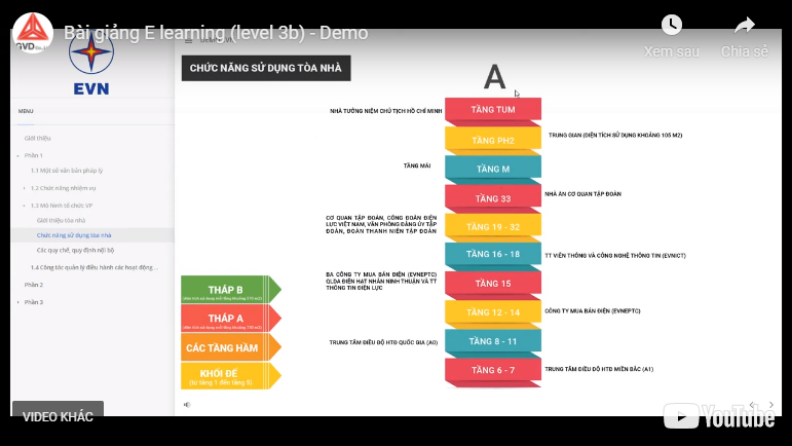 Bài giảng E learning (level 3b) - Demo
Xem sau
Chia sẻ
GVD
EVN
MENU
Giới thiệu
Phần 1
1.1 Một số văn bản pháp lý
1.2 Chức năng nhiệm vụ
1.3 Mô hình tổ chức VP
Giới thiệu tòa nhà
Chức năng sử dụng tòa nhà
Các quy chế, quy định nội bộ
1.4 Công tác quản lý điều hành các hoạt động ...
Phần 2
Phần 3
CHỨC NĂNG SỬ DỤNG TÒA NHÀ
A
NHÀ TƯỞNG NIỆM CHỦ TỊCH HỒ CHÍ MINH
TẦNG TUM
TẦNG PH2
TRUNG GIAN (DIỆN TÍCH SỬ DỤNG KHOẢNG 105 M2)
TẦNG MÁI
TẦNG M
TẦNG 33
NHÀ ĂN CƠ QUAN TẬP ĐOÀN
CƠ QUAN TẬP ĐOÀN, CÔNG ĐOÀN ĐIỆN
LỰC VIỆT NAM, VĂN PHÒNG ĐẢNG ỦY TẬP
ĐOÀN, ĐOÀN THANH NIÊN TẬP ĐOÀN
TẦNG 19 - 32
TẦNG 16 - 18
TT VIỄN THÔNG VÀ CÔNG NGHỆ THÔNG TIN (EVNICT)
BA CÔNG TY MUA BÁN ĐIỆN (EVNEPTC)
QLDA ĐIỆN HẠT NHÂN NINH THUẬN VÀ TT
THÔNG TIN ĐIỆN LỰC
TẦNG 15
TẦNG 12 - 14
CÔNG TY MUA BÁN ĐIỆN (EVNEPTC)
TRUNG TÂM ĐIỀU ĐỘ HTĐ QUỐC GIA (A0)
TẦNG 8 - 11
TẦNG 6 - 7
TRUNG TÂM ĐIỀU ĐỘ HTĐ MIỀN BẮC (A1)
THÁP B
THÁP A
CÁC TẦNG HẦM
KHỐI ĐẾ
(từ tầng 1 đến tầng 5)
VIDEO KHÁC
YouTube